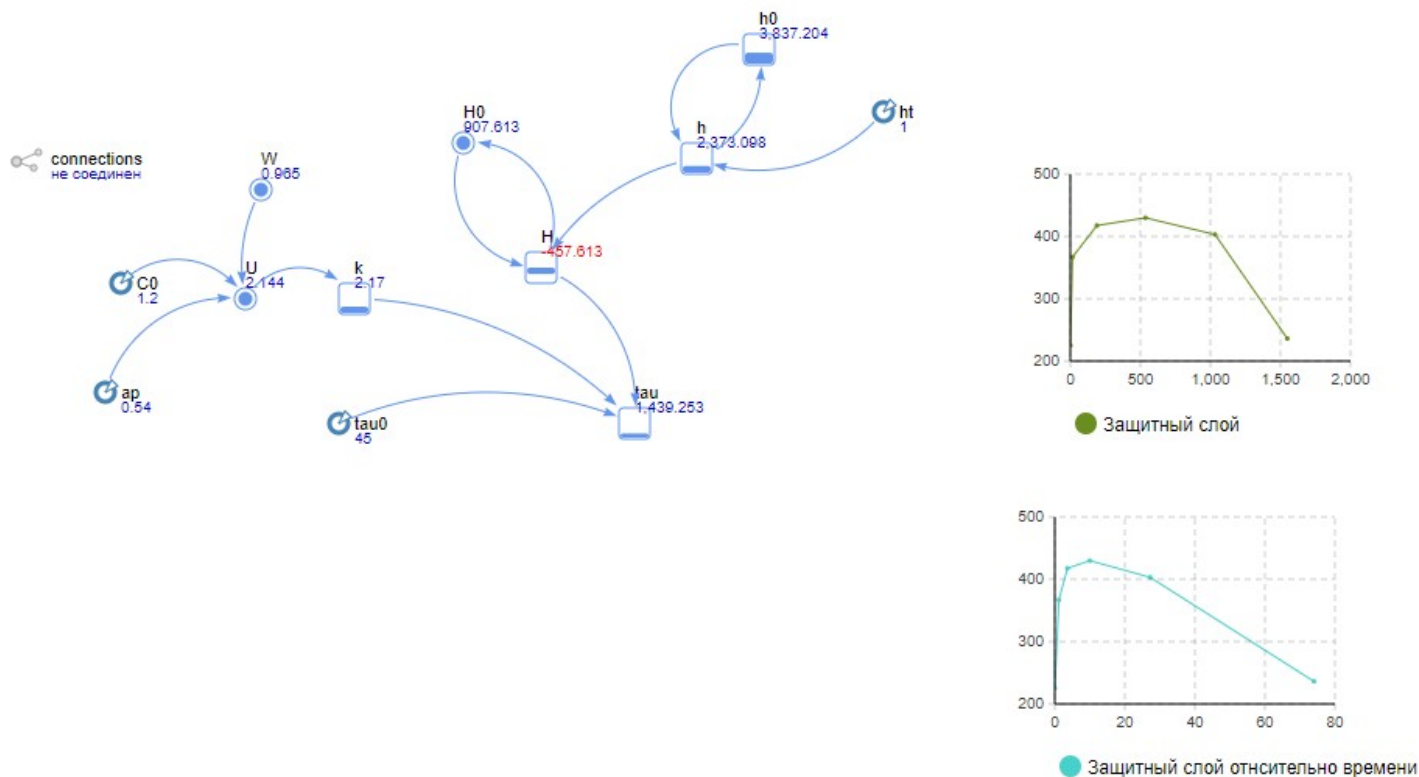 h0
3,837.204
H0
907.613
ht
1
h
2,373.098
connections
не соединен
W
0.965
H
-457.613
C0
1.2
U
2.144
k
2.17
ap
0.54
tau0
45
tau
1,439.253
500
400
300
200
0
500
1,000
1,500
2,000
Защитный слой
500
400
300
200
0
20
40
60
80
Защитный слой отнсительно времени